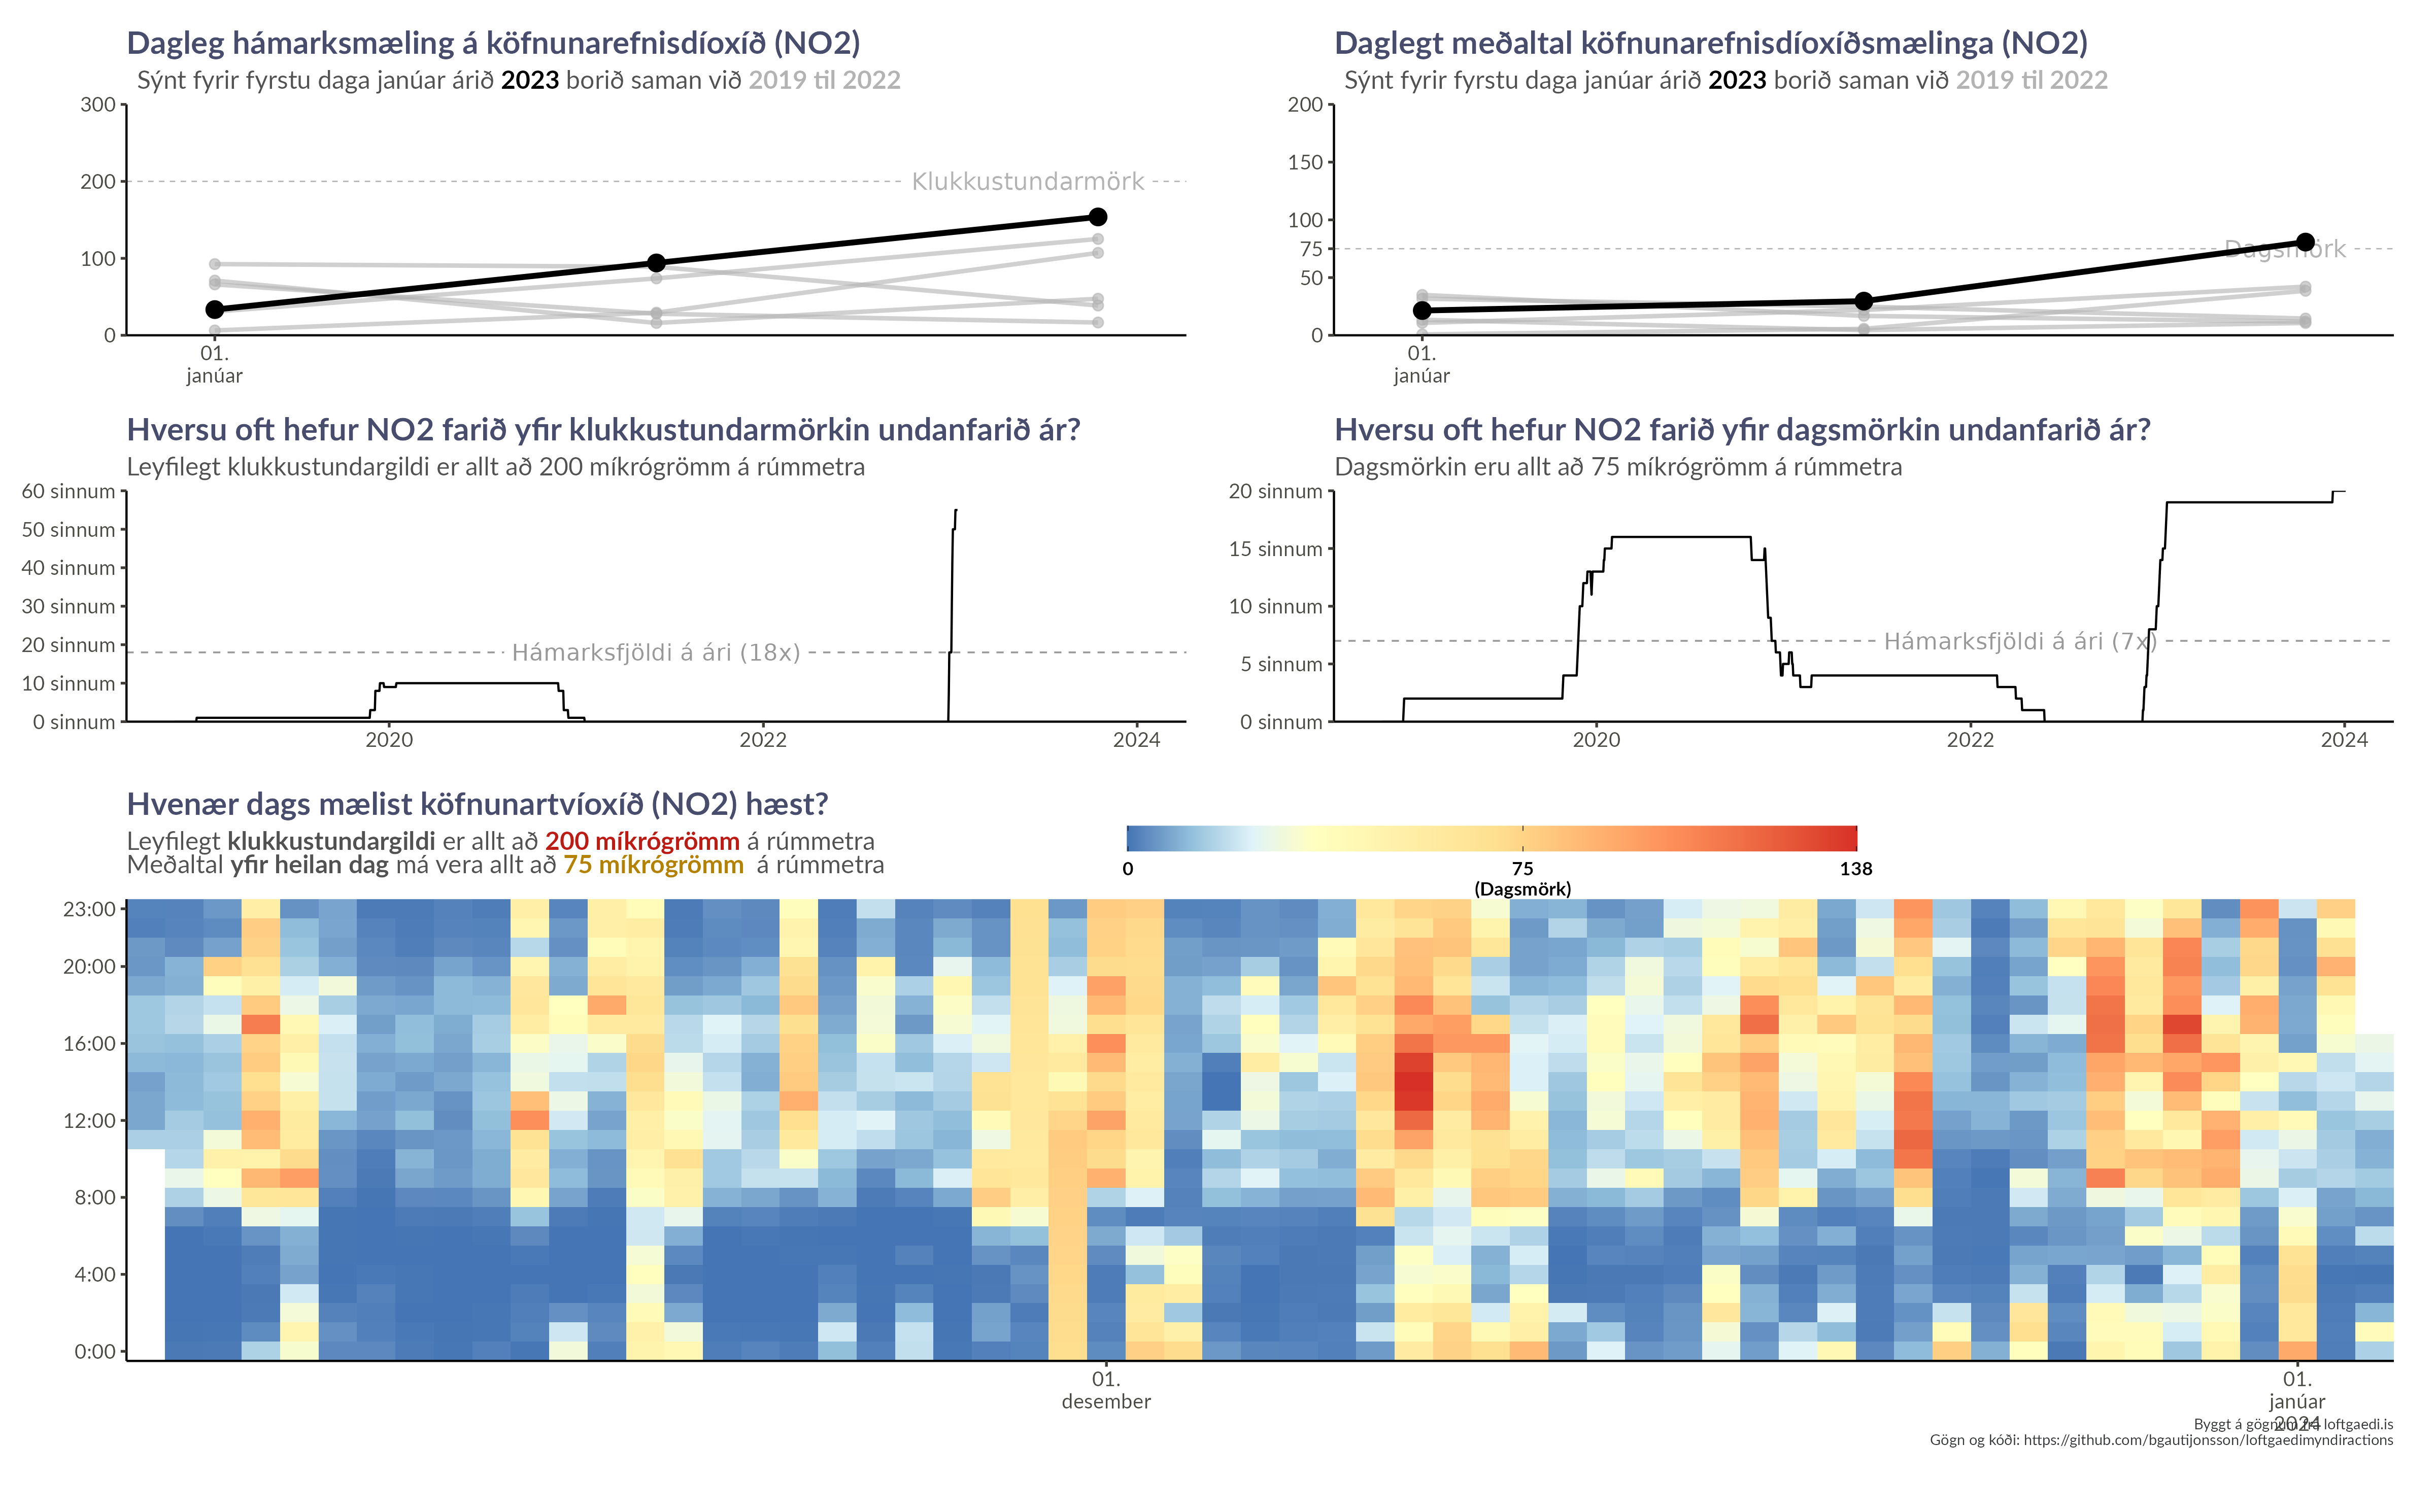 Dagleg hámarksmæling á köfnunarefnisdíoxíð (NO2)
Sýnt fyrir fyrstu daga janúar árið 2023 borið saman við 2019 til 2022
300
200
100
0
Klukkustundarmörk
01.
janúar
Daglegt meðaltal köfnunarefnisdíoxíðsmælinga (NO2)
Sýnt fyrir fyrstu daga janúar árið 2023 borið saman við 2019 til 2022
200
150
100
75
50
0
Dagsmörk
01.
janúar
Hversu oft hefur NO2 farið yfir klukkustundarmörkin undanfarið ár?
Leyfilegt klukkustundargildi er allt að 200 míkrógrömm á rúmmetra
60 sinnum
50 sinnum
40 sinnum
30 sinnum
20 sinnum
10 sinnum
0 sinnum
Hámarksfjöldi á ári (18x)
2020
2022
2024
Hversu oft hefur NO2 farið yfir dagsmörkin undanfarið ár?
Dagsmörkin eru allt að 75 míkrógrömm á rúmmetra
20 sinnum
15 sinnum
10 sinnum
5 sinnum
0 sinnum
Hámarksfjöldi á ári (7x)
2020
2022
2024
Hvenær dags mælist köfnunartvíoxíð (NO2) hæst?
Leyfilegt klukkustundargildi er allt að 200 míkrógrömm á rúmmetra
Meðaltal yfir heilan dag má vera allt að 75 míkrógrömm á rúmmetra
0
75
(Dagsmörk)
138
23:00
20:00
16:00
12:00
8:00
4:00
0:00
01.
desember
01.
janúar
2024
Byggt á gögnum frá loftgaedi.is
Gögn og kóði: https://github.com/bgautijonsson/loftgaedimyndiractions